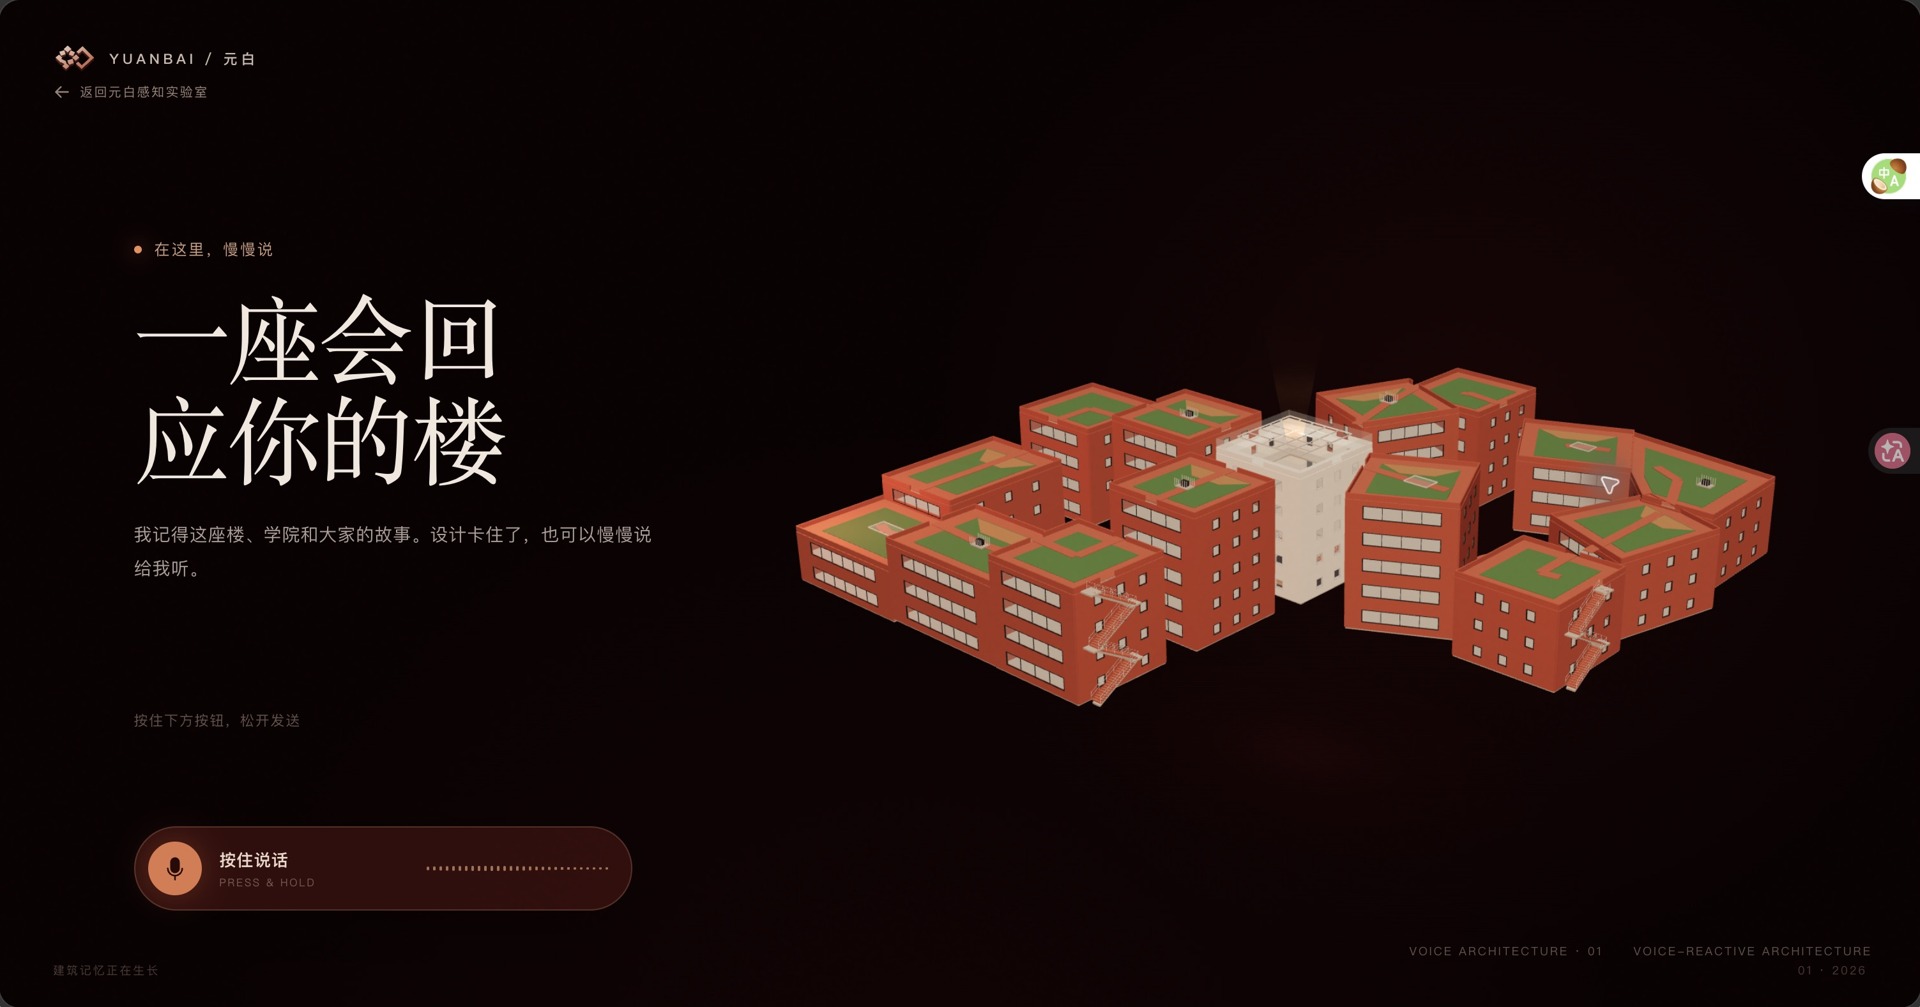 YUANBAI / 元白
← 返回元白感知实验室
在这里，慢慢说
一座会回
应你的楼
我记得这座楼、学院和大家的故事。设计卡住了，也可以慢慢说
给我听。
按住下方按钮，松开发送
按住说话
PRESS & HOLD
建筑记忆正在生长
VOICE ARCHITECTURE · 01
VOICE-REACTIVE ARCHITECTURE
01 · 2026
中
A
A